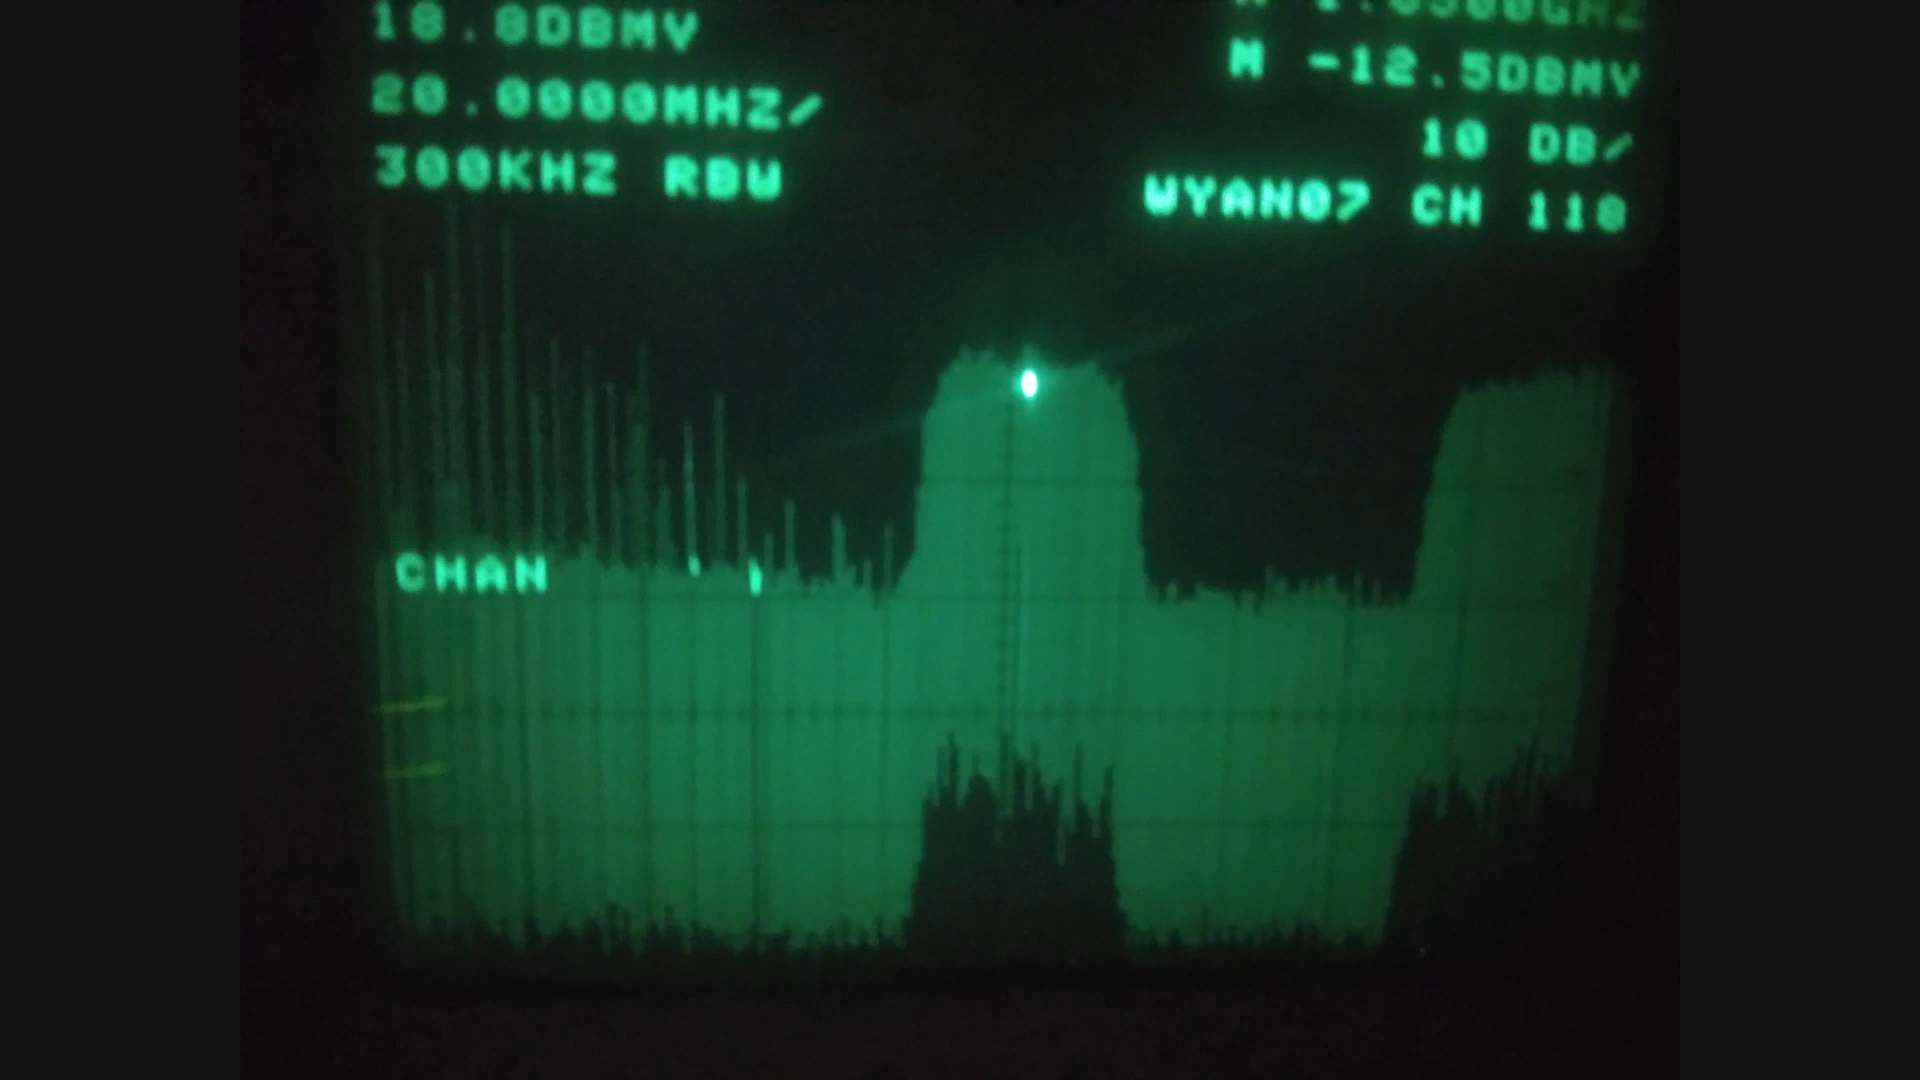 18.8DBMV
20.0000MHZ/
300KHZ RBW
M -12.5DBMV
10 DB/
WYAN07 CH 118
CHAN